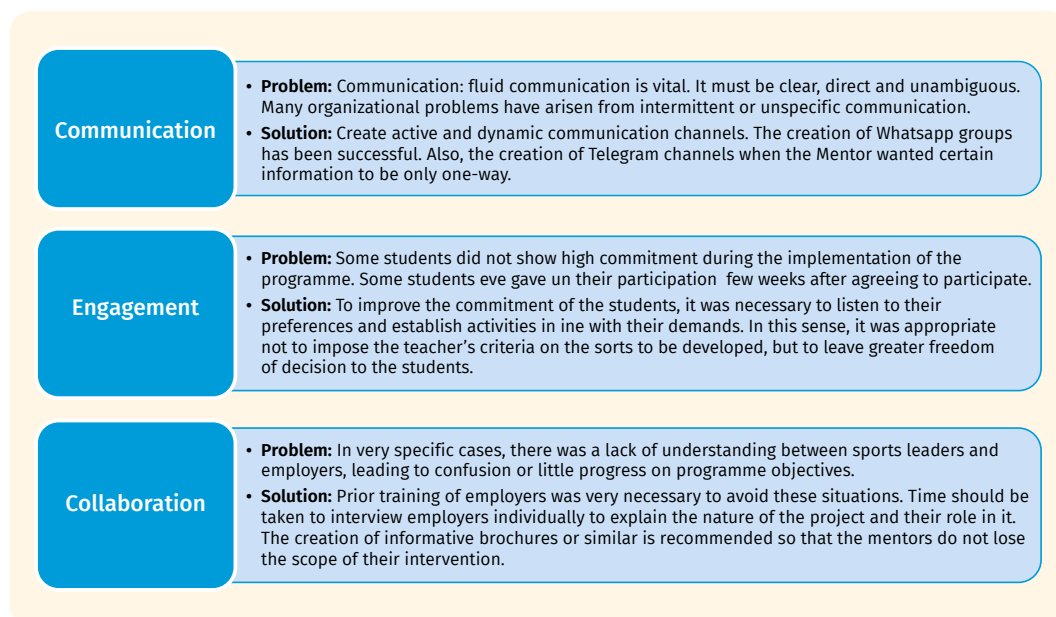 Communication
• Problem: Communication: fluid communication is vital. It must be clear, direct and unambiguous.
Many organizational problems have arisen from intermittent or unspecific communication.
• Solution: Create active and dynamic communication channels. The creation of Whatsapp groups
has been successful. Also, the creation of Telegram channels when the Mentor wanted certain
information to be only one-way.
Engagement
• Problem: Some students did not show high commitment during the implementation of the
programme. Some students eve gave un their participation few weeks after agreeing to participate.
• Solution: To improve the commitment of the students, it was necessary to listen to their
preferences and establish activities in ine with their demands. In this sense, it was appropriate
not to impose the teacher’s criteria on the sorts to be developed, but to leave greater freedom
of decision to the students.
Collaboration
• Problem: In very specific cases, there was a lack of understanding between sports leaders and
employers, leading to confusion or little progress on programme objectives.
• Solution: Prior training of employers was very necessary to avoid these situations. Time should be
taken to interview employers individually to explain the nature of the project and their role in it.
The creation of informative brochures or similar is recommended so that the mentors do not lose
the scope of their intervention.